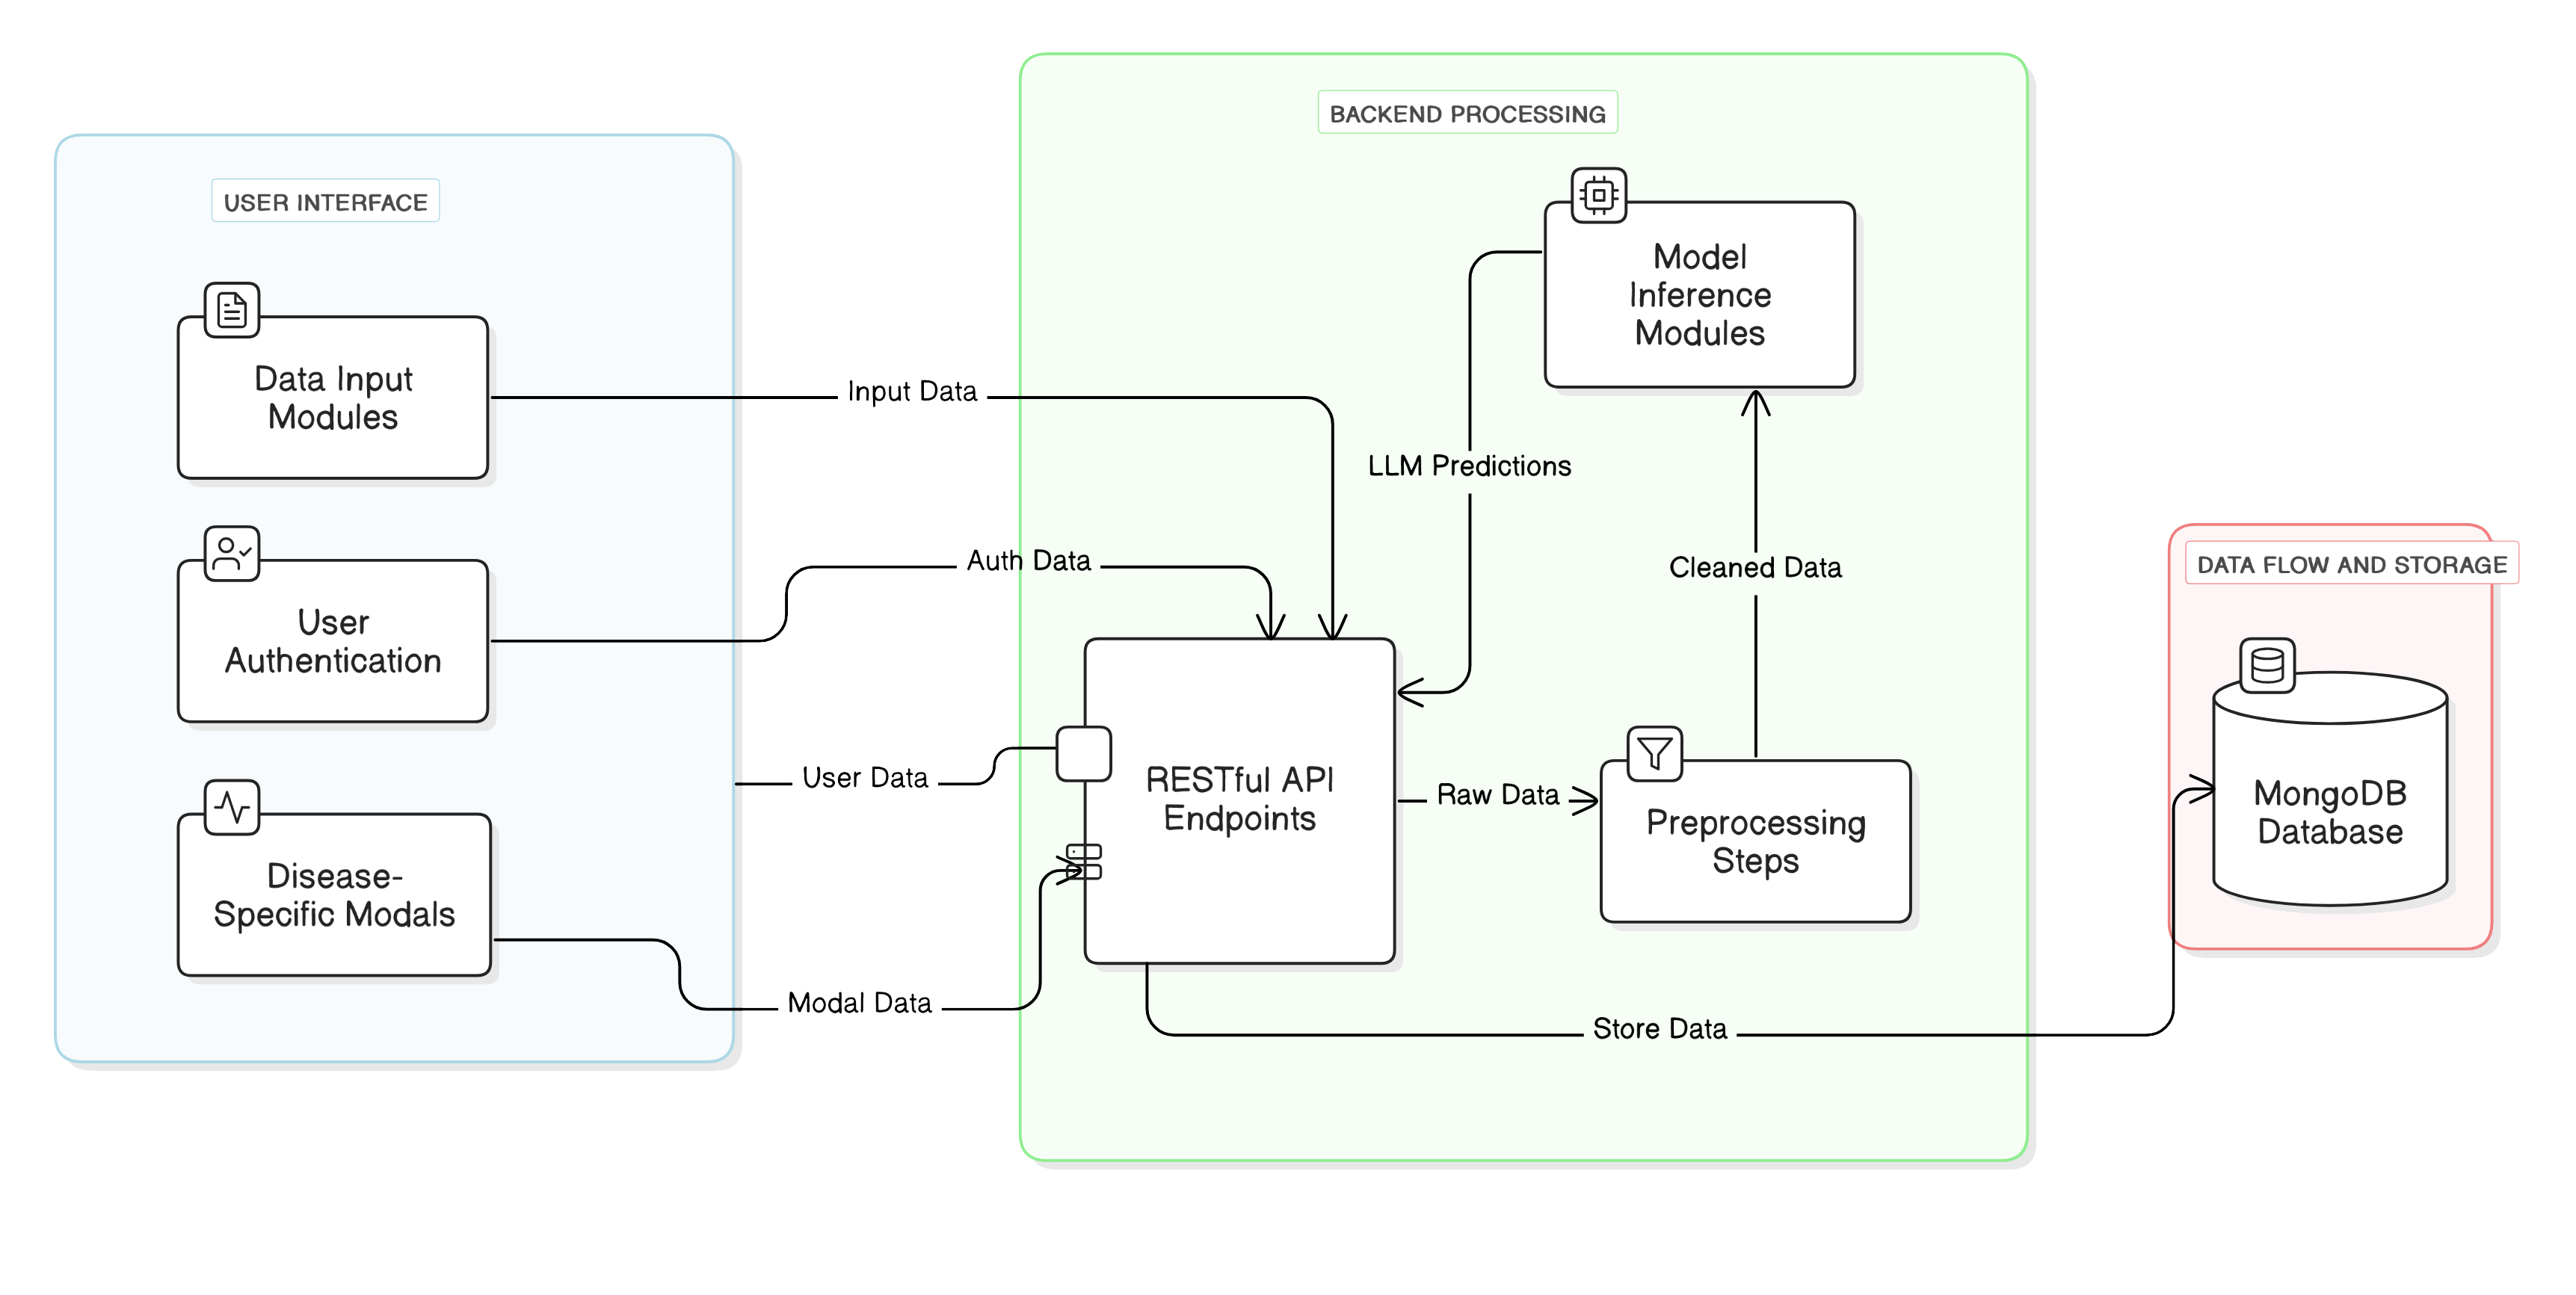 USER INTERFACE
Data Input
Modules
User
Authentication
Disease-
Specific Modals
Input Data
Auth Data
User Data
Modal Data
BACKEND PROCESSING
Model
Inference
Modules
LLM Predictions
Cleaned Data
RESTful API
Endpoints
Raw Data
Preprocessing
Steps
Store Data
DATA FLOW AND STORAGE
MongoDB
Database